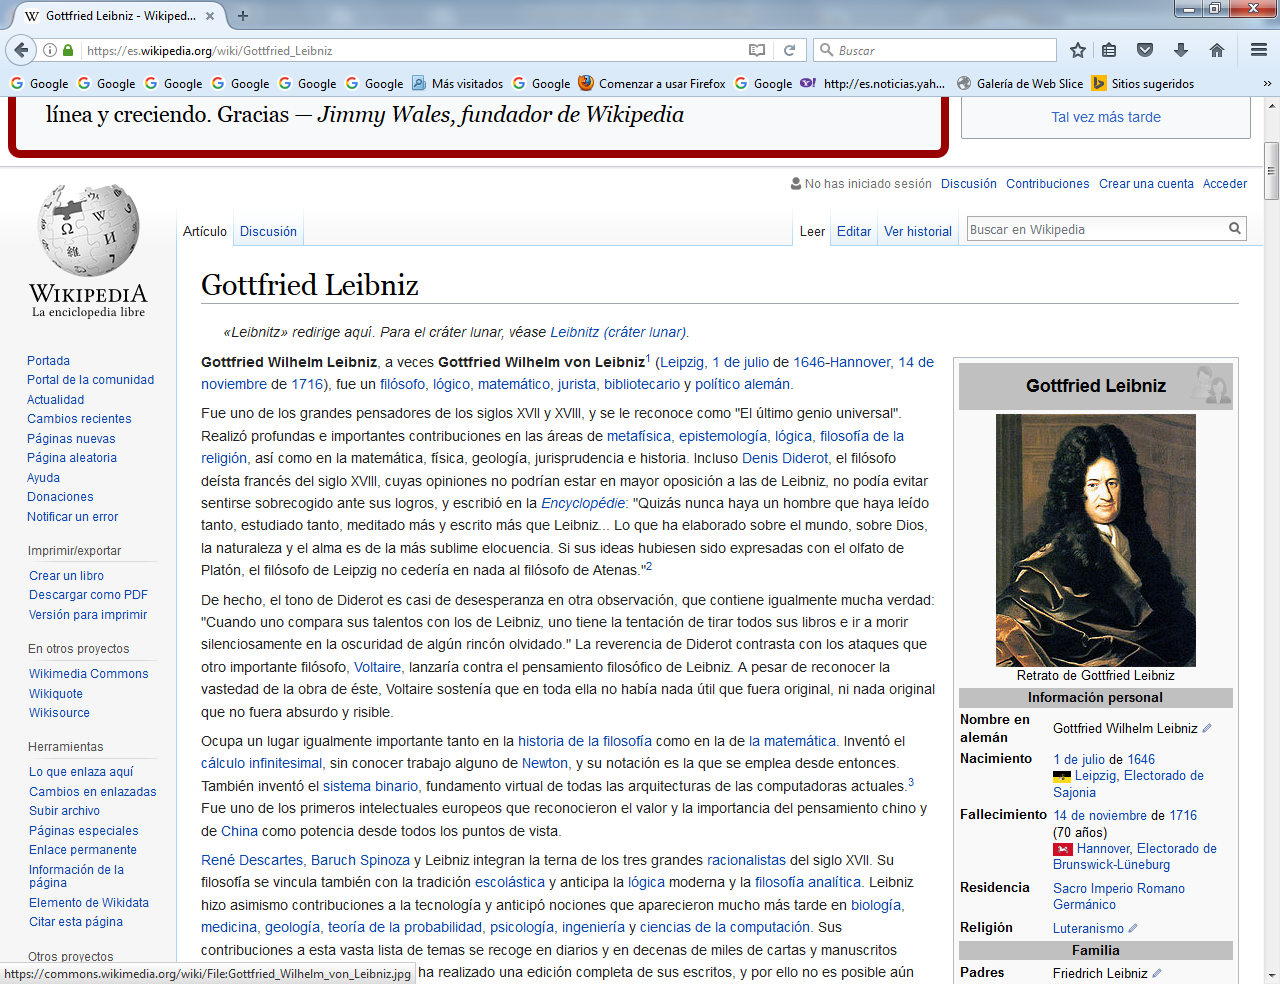 Gottfried Leibniz - Wikiped...
https://es.wikipedia.org/wiki/Gottfried_Leibniz
Buscar
Google Google Google Google Google Google Más visitados Google Comenzar a usar Firefox Google http://es.noticias.yah... Galería de Web Slice Sitios sugeridos
línea y creciendo. Gracias — Jimmy Wales, fundador de Wikipedia
Tal vez más tarde
No has iniciado sesión Discusión Contribuciones Crear una cuenta Acceder
Artículo Discusión Leer Editar Ver historial Buscar en Wikipedia
WIKIPEDIA
La enciclopedia libre
Portada
Portal de la comunidad
Actualidad
Cambios recientes
Páginas nuevas
Página aleatoria
Ayuda
Donaciones
Notificar un error
Imprimir/exportar
Crear un libro
Descargar como PDF
Versión para imprimir
En otros proyectos
Wikimedia Commons
Wikiquote
Wikisource
Herramientas
Lo que enlaza aquí
Cambios en enlazadas
Subir archivo
Páginas especiales
Enlace permanente
Información de la
página
Elemento de Wikidata
Citar esta página
Otros proyectos
Gottfried Leibniz
«Leibnitz» redirige aquí. Para el cráter lunar, véase Leibnitz (cráter lunar).
Gottfried Wilhelm Leibniz, a veces Gottfried Wilhelm von Leibniz1 (Leipzig, 1 de julio de 1646-Hannover, 14 de
noviembre de 1716), fue un filósofo, lógico, matemático, jurista, bibliotecario y político alemán.
Fue uno de los grandes pensadores de los siglos XVII y XVIII, y se le reconoce como "El último genio universal".
Realizó profundas e importantes contribuciones en las áreas de metafísica, epistemología, lógica, filosofía de la
religión, así como en la matemática, física, geología, jurisprudencia e historia. Incluso Denis Diderot, el filósofo
deísta francés del siglo XVIII, cuyas opiniones no podrían estar en mayor oposición a las de Leibniz, no podía evitar
sentirse sobrecogido ante sus logros, y escribió en la Encyclopédie: "Quizás nunca haya un hombre que haya leído
tanto, estudiado tanto, meditado más y escrito más que Leibniz... Lo que ha elaborado sobre el mundo, sobre Dios,
la naturaleza y el alma es de la más sublime elocuencia. Si sus ideas hubiesen sido expresadas con el olfato de
Platón, el filósofo de Leipzig no cedería en nada al filósofo de Atenas."2
De hecho, el tono de Diderot es casi de desesperanza en otra observación, que contiene igualmente mucha verdad:
"Cuando uno compara sus talentos con los de Leibniz, uno tiene la tentación de tirar todos sus libros e ir a morir
silenciosamente en la oscuridad de algún rincón olvidado." La reverencia de Diderot contrasta con los ataques que
otro importante filósofo, Voltaire, lanzaría contra el pensamiento filosófico de Leibniz. A pesar de reconocer la
vastedad de la obra de éste, Voltaire sostenía que en toda ella no había nada útil que fuera original, ni nada original
que no fuera absurdo y risible.
Ocupa un lugar igualmente importante tanto en la historia de la filosofía como en la de la matemática. Inventó el
cálculo infinitesimal, sin conocer trabajo alguno de Newton, y su notación es la que se emplea desde entonces.
También inventó el sistema binario, fundamento virtual de todas las arquitecturas de las computadoras actuales.3
Fue uno de los primeros intelectuales europeos que reconocieron el valor y la importancia del pensamiento chino y
de China como potencia desde todos los puntos de vista.
René Descartes, Baruch Spinoza y Leibniz integran la terna de los tres grandes racionalistas del siglo XVII. Su
filosofía se vincula también con la tradición escolástica y anticipa la lógica moderna y la filosofía analítica. Leibniz
hizo asimismo contribuciones a la tecnología y anticipó nociones que aparecieron mucho más tarde en biología,
medicina, geología, teoría de la probabilidad, psicología, ingeniería y ciencias de la computación. Sus
contribuciones a esta vasta lista de temas se recoge en diarios y en decenas de miles de cartas y manuscritos
ha realizado una edición completa de sus escritos, y por ello no es posible aún
Gottfried Leibniz
Retrato de Gottfried Leibniz
Información personal
Nombre en alemán Gottfried Wilhelm Leibniz
Nacimiento 1 de julio de 1646
Leipzig, Electorado de
Sajonia
Fallecimiento 14 de noviembre de 1716
(70 años)
Hannover, Electorado de
Brunswick-Lüneburg
Residencia Sacro Imperio Romano
Germánico
Religión Luteranismo
Familia
Padres Friedrich Leibniz
https://commons.wikimedia.org/wiki/File:Gottfried_Wilhelm_von_Leibniz.jpg